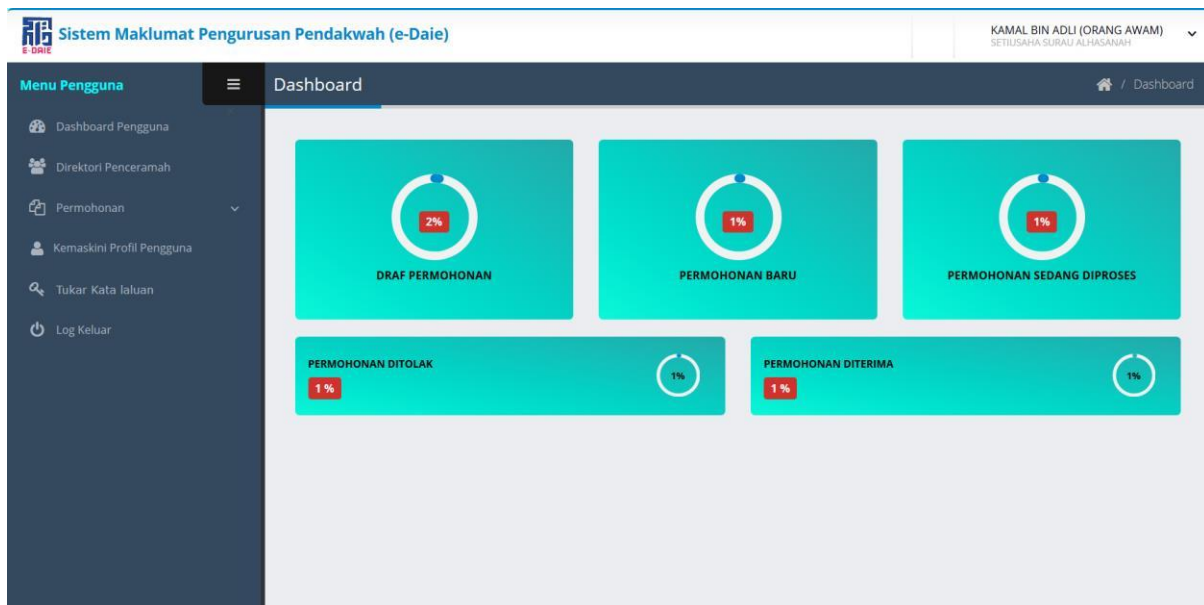 E-DAIE
Sistem Maklumat Pengurusan Pendakwah (e-Daie)
KAMAL BIN ADLI (ORANG AWAM)
SETIUSAHA SURAU ALHASANAH
Menu Pengguna
Dashboard
/ Dashboard
Dashboard Pengguna
Direktori Penceramah
Permohonan
Kemaskini Profil Pengguna
Tukar Kata laluan
Log Keluar
2%
DRAF PERMOHONAN
1%
PERMOHONAN BARU
1%
PERMOHONAN SEDANG DIPROSES
PERMOHONAN DITOLAK
1 %
1%
PERMOHONAN DITERIMA
1 %
1%